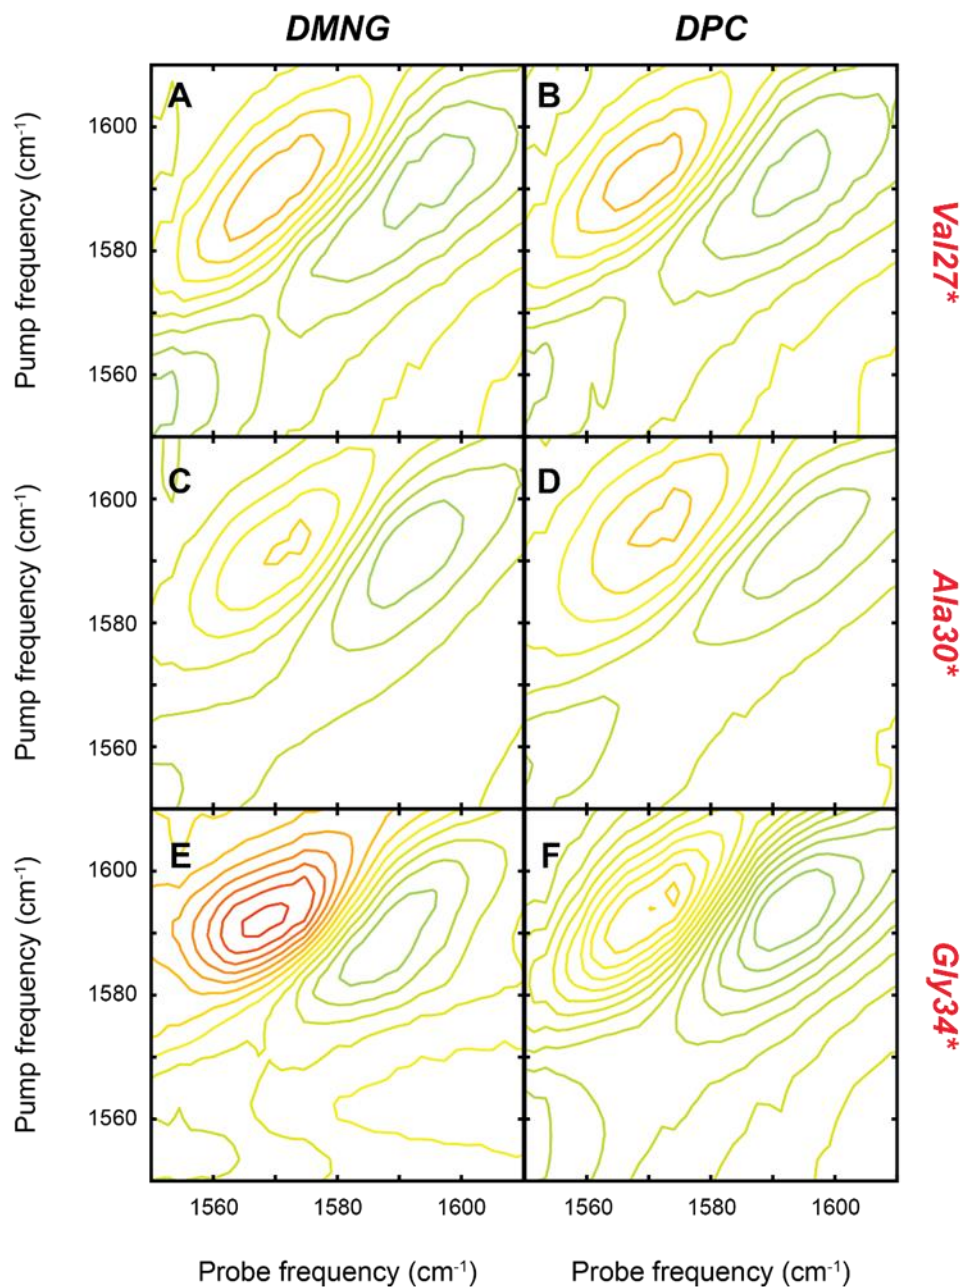 DMNG DPC
A B
Pump frequency (cm⁻¹)
1600
1580
1560
Val27*
C D
Pump frequency (cm⁻¹)
1600
1580
1560
Ala30*
E F
Pump frequency (cm⁻¹)
1600
1580
1560
Gly34*
1560 1580 1600 1560 1580 1600
Probe frequency (cm⁻¹) Probe frequency (cm⁻¹)